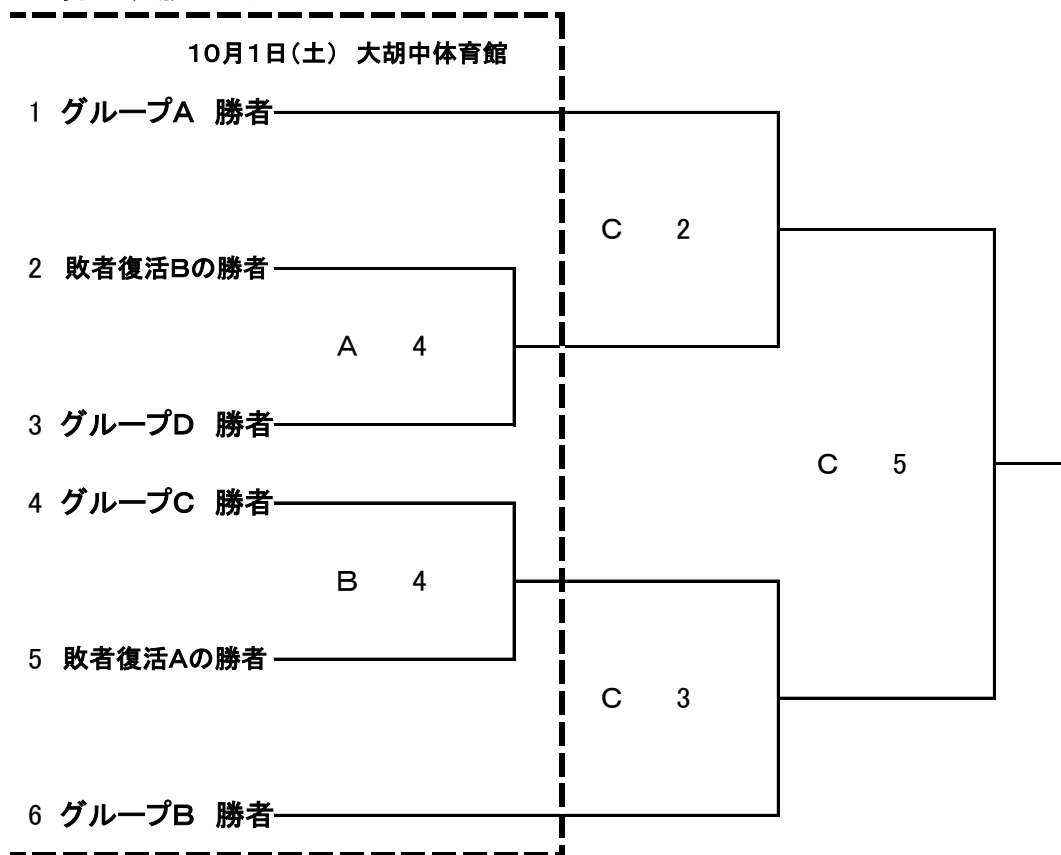 10月1日(土) 大胡中体育館
1 グループA 勝者
C 2
2 敗者復活Bの勝者
A 4
3 グループD 勝者
C 5
4 グループC 勝者
B 4
5 敗者復活Aの勝者
C 3
6 グループB 勝者